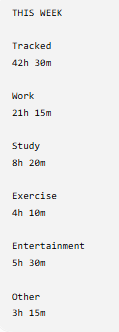 THIS WEEK
Tracked
42h 30m
Work
21h 15m
Study
8h 20m
Exercise
4h 10m
Entertainment
5h 30m
Other
3h 15m